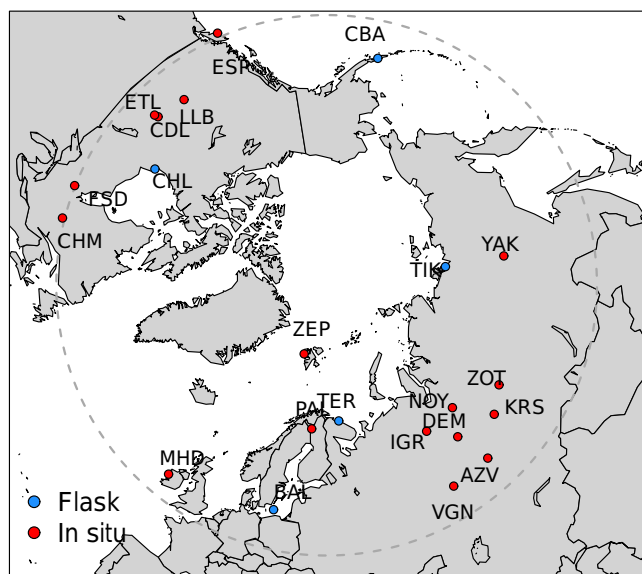 CBA
ESP
ETL
LLB
CDL
CHL
FSD
CHM
YAK
TIK
ZEP
ZOT
TER
NOY
PAL
KRS
DEM
IGR
MHD
AZV
BAL
VGN
Flask
In situ